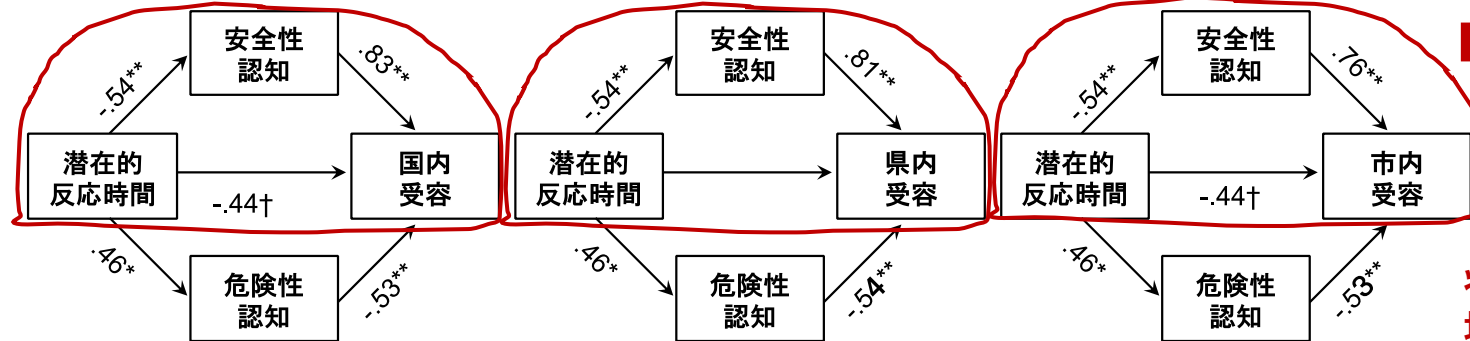 安全性
認知
-.54**
.83**
潜在的
反応時間
-.44†
国内
受容
.46*
-.53**
危険性
認知
安全性
認知
-.54**
.81**
潜在的
反応時間
県内
受容
.46*
-.54**
危険性
認知
安全性
認知
-.54**
.76**
潜在的
反応時間
-.44†
市内
受容
.46*
-.53**
危険性
認知